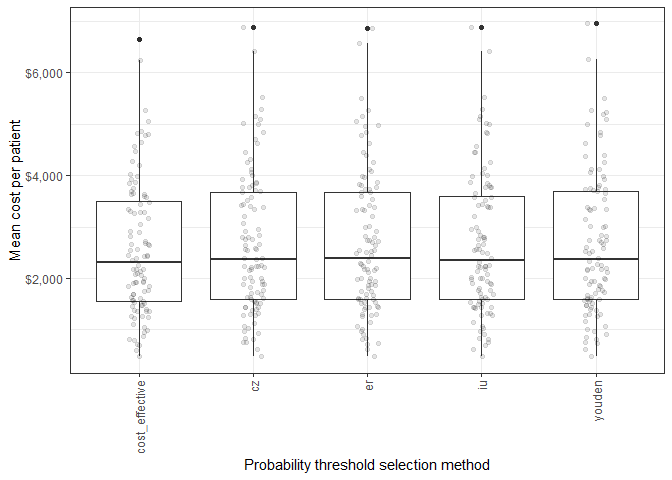 Mean cost per patient
$6,000
$4,000
$2,000
cost_effective
cz
er
iu
youden
Probability threshold selection method